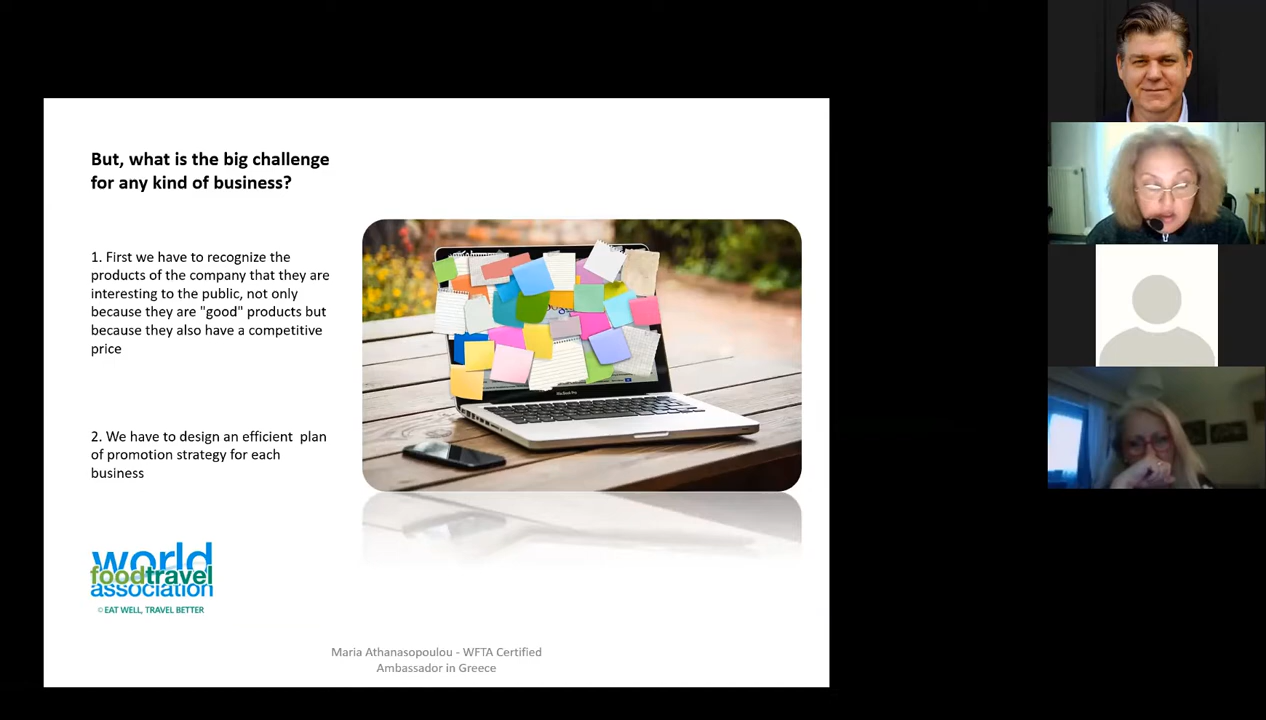 But, what is the big challenge
for any kind of business?
1. First we have to recognize the
products of the company that they are
interesting to the public, not only
because they are "good" products but
because they also have a competitive
price
2. We have to design an efficient  plan
of promotion strategy for each
business
world
foodtravel
association
© EAT WELL, TRAVEL BETTER
Maria Athanasopoulou - WFTA Certified
Ambassador in Greece
MacBook Pro